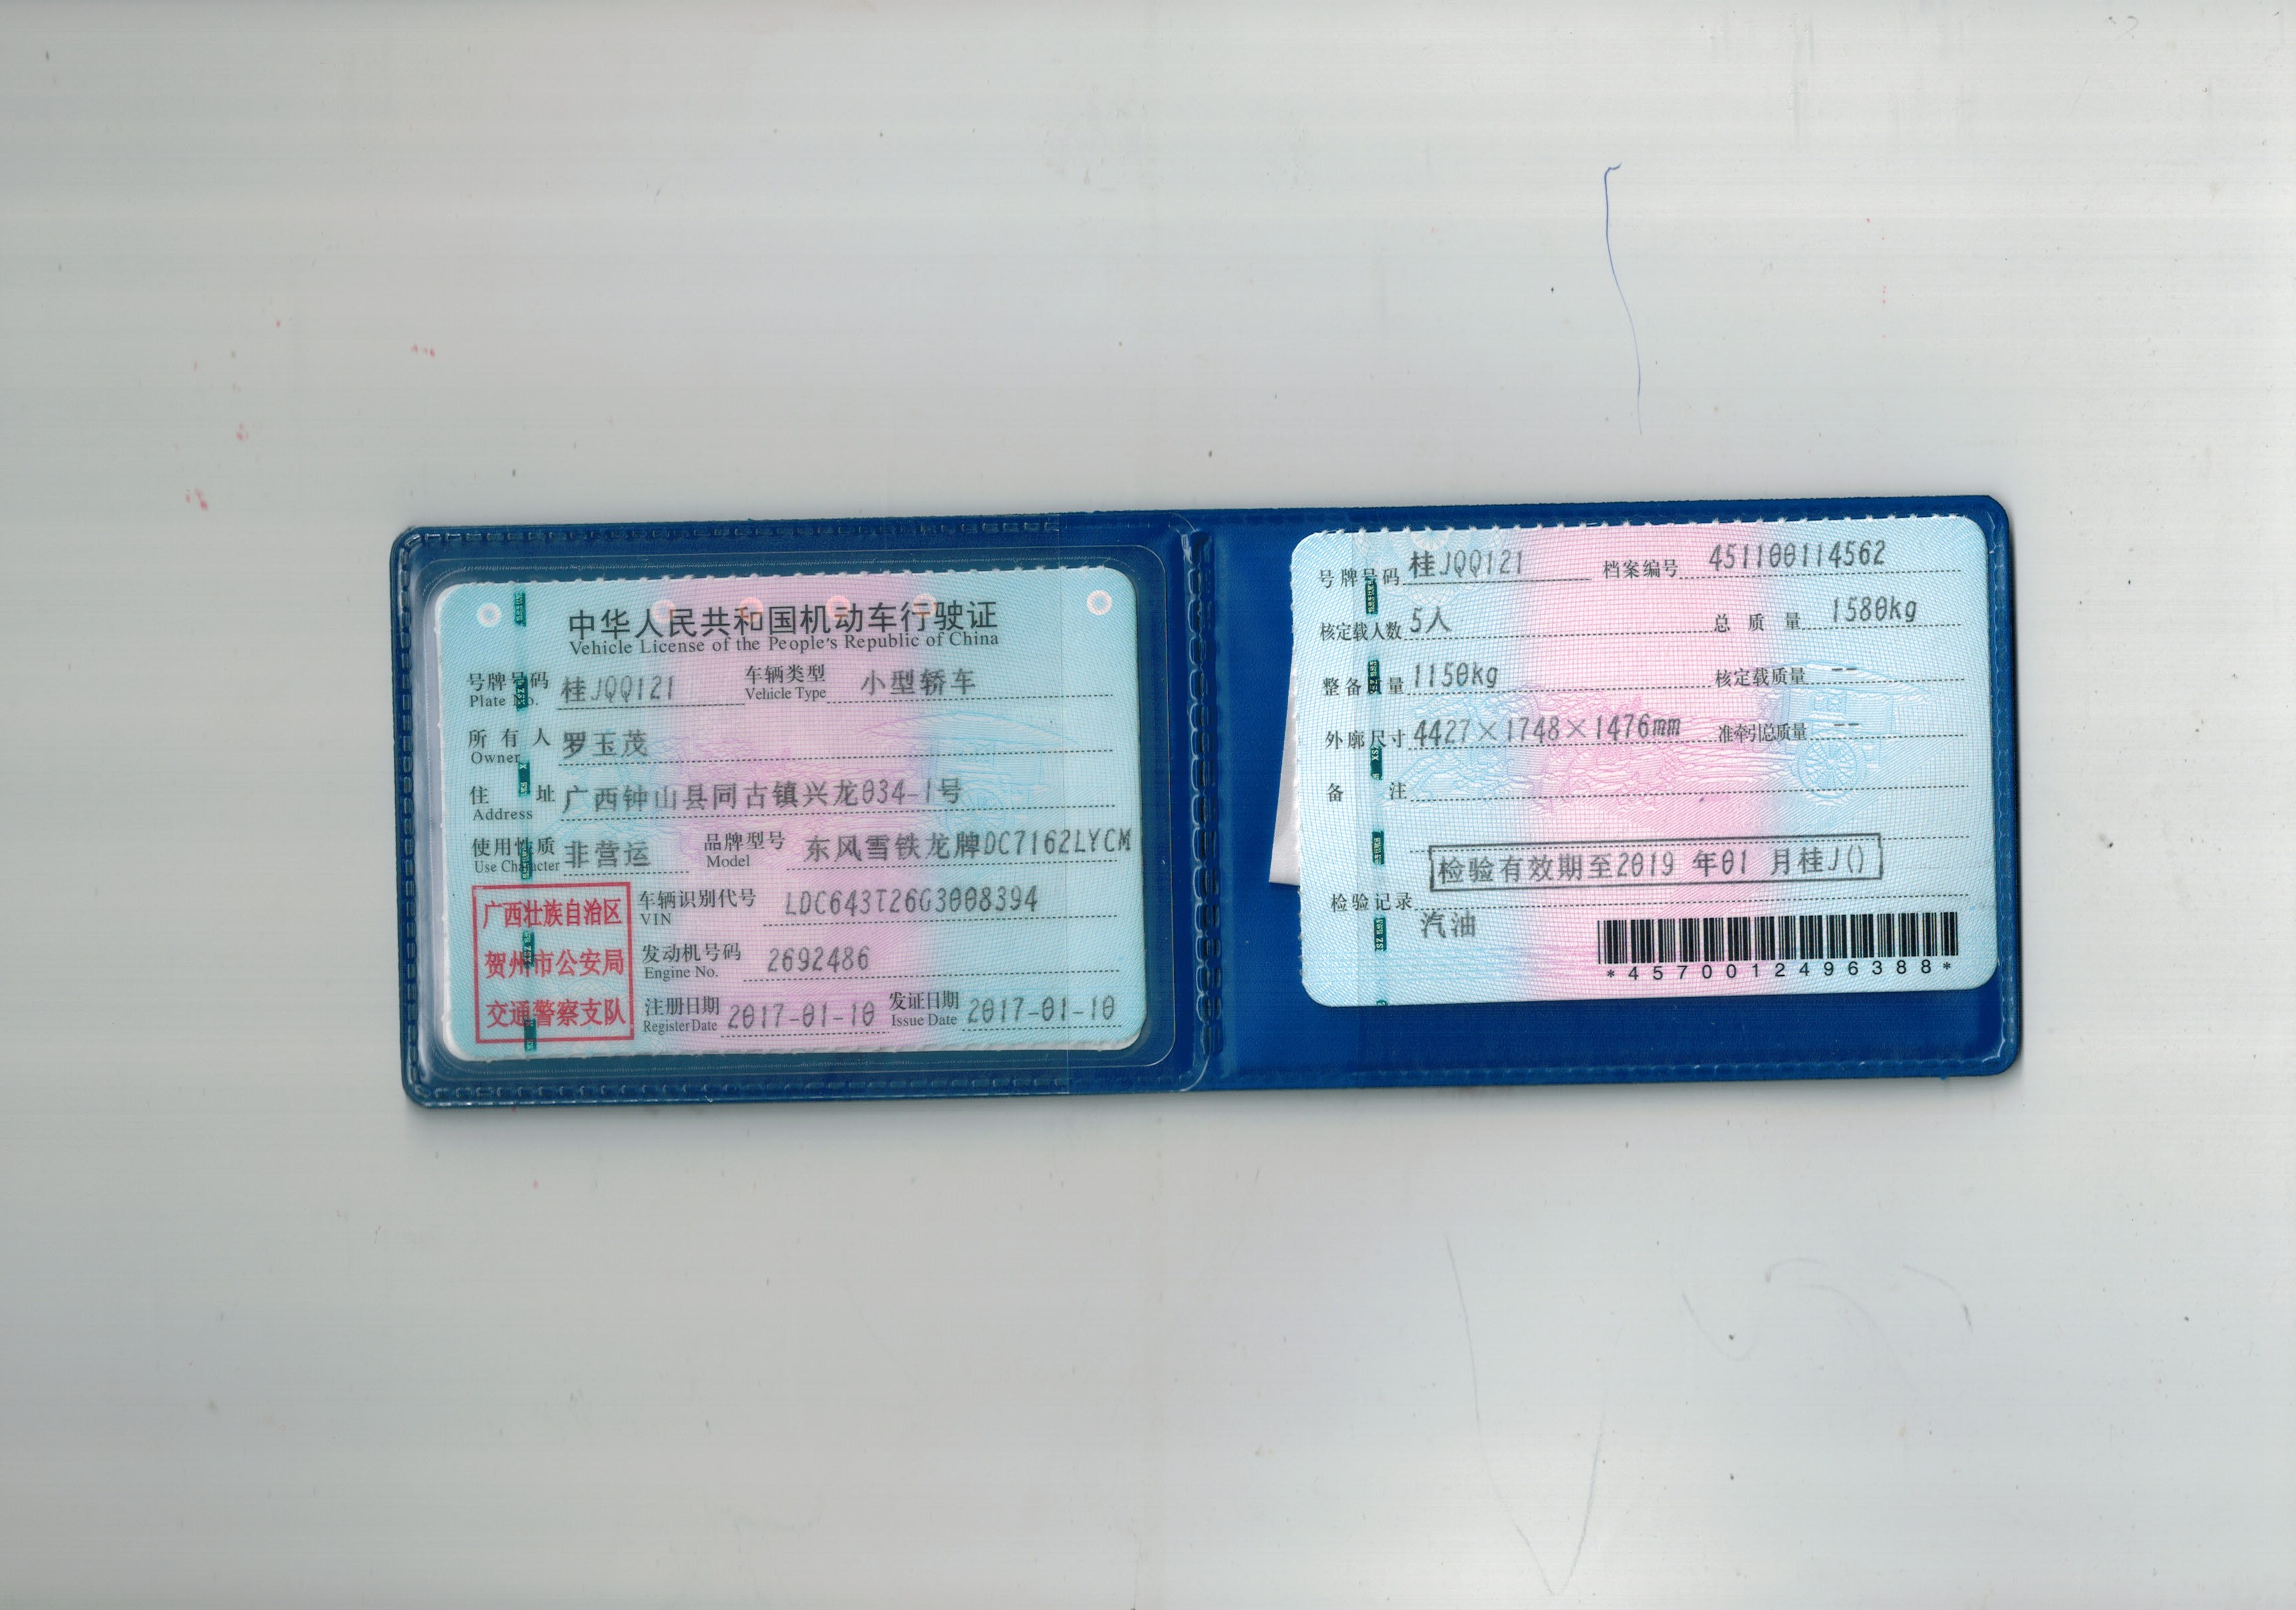 中华人民共和国机动车行驶证
Vehicle License of the People's Republic of China
号牌号码 桂JQQ121 车辆类型 小型轿车
Plate No. Vehicle Type
所有人 罗玉茂
Owner
住址 广西钟山县同古镇兴龙034-1号
Address
使用性质 非营运 品牌型号 东风雪铁龙牌DC7162LYCM
Use Character Model
广西壮族自治区
贺州市公安局
交通警察支队
车辆识别代号 LDC643T26G3008394
VIN
发动机号码 2692486
Engine No.
注册日期 2017-01-10 发证日期 2017-01-10
Register Date Issue Date
号牌号码 桂JQQ121 档案编号 451100114562
核定载人数 5人 总质量 1580kg
整备质量 1150kg 核定载质量 --
外廓尺寸 4427×1748×1476mm 准牵引总质量 --
备注
检验有效期至2019 年01 月桂J()
检验记录
汽油
*4570012496388*